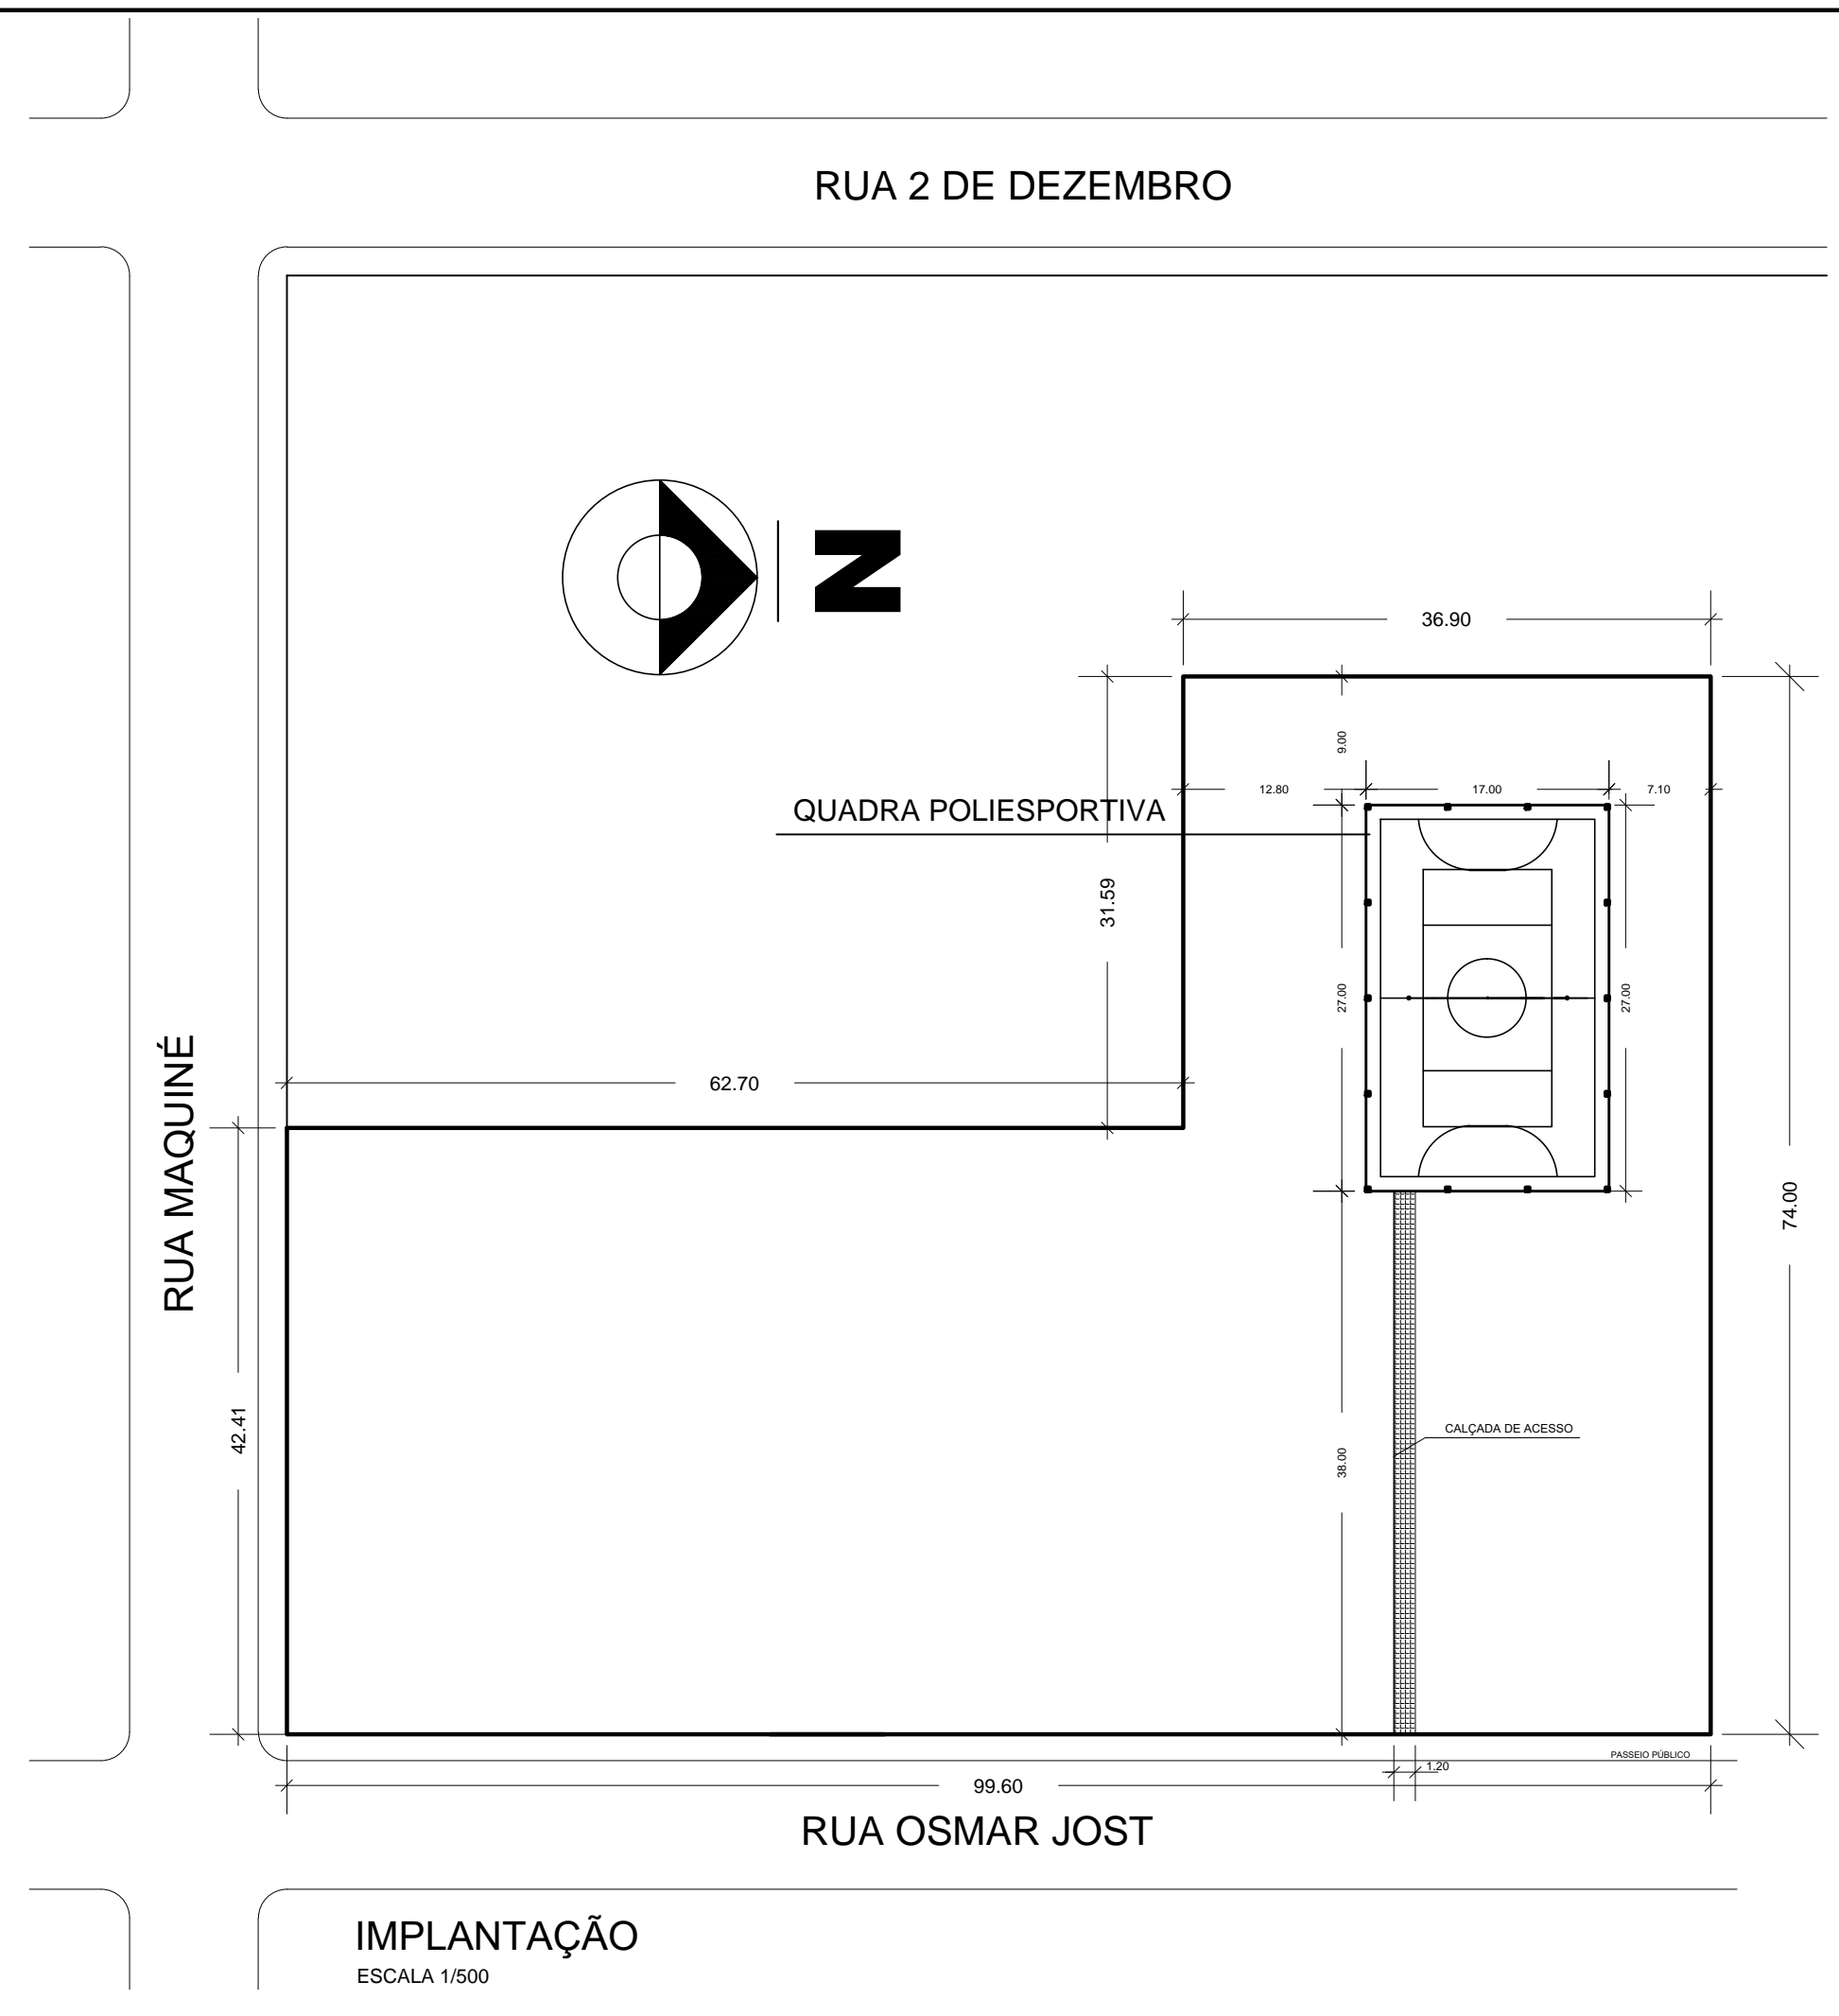 RUA 2 DE DEZEMBRO
N
36.90
9.00
12.80
17.00
7.10
QUADRA POLIESPORTIVA
31.59
27.00
27.00
62.70
RUA MAQUINÉ
74.00
42.41
CALÇADA DE ACESSO
38.00
PASSEIO PÚBLICO
1.20
99.60
RUA OSMAR JOST
IMPLANTAÇÃO
ESCALA 1/500